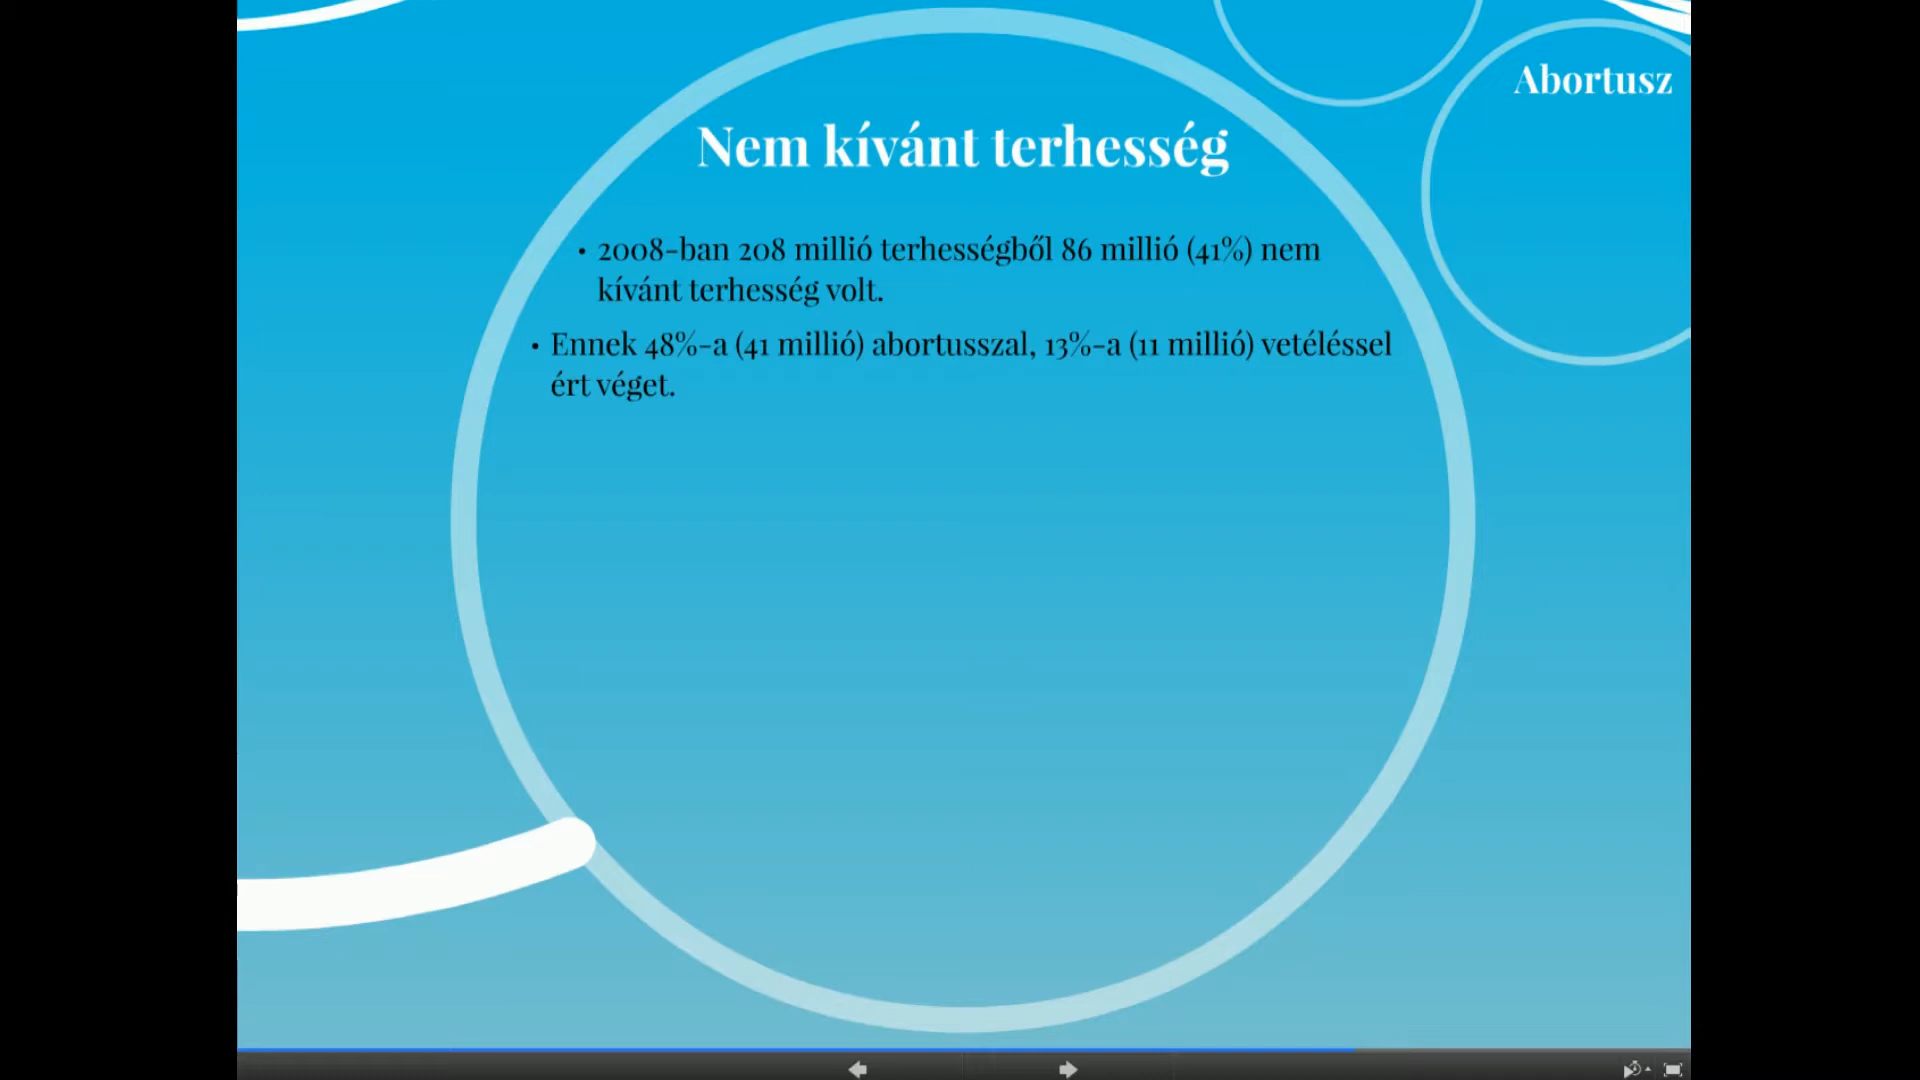 Abortusz
Nem kívánt terhesség
• 2008-ban 208 millió terhességből 86 millió (41%) nem
kívánt terhesség volt.
• Ennek 48%-a (41 millió) abortusszal, 13%-a (11 millió) vetéléssel
ért véget.